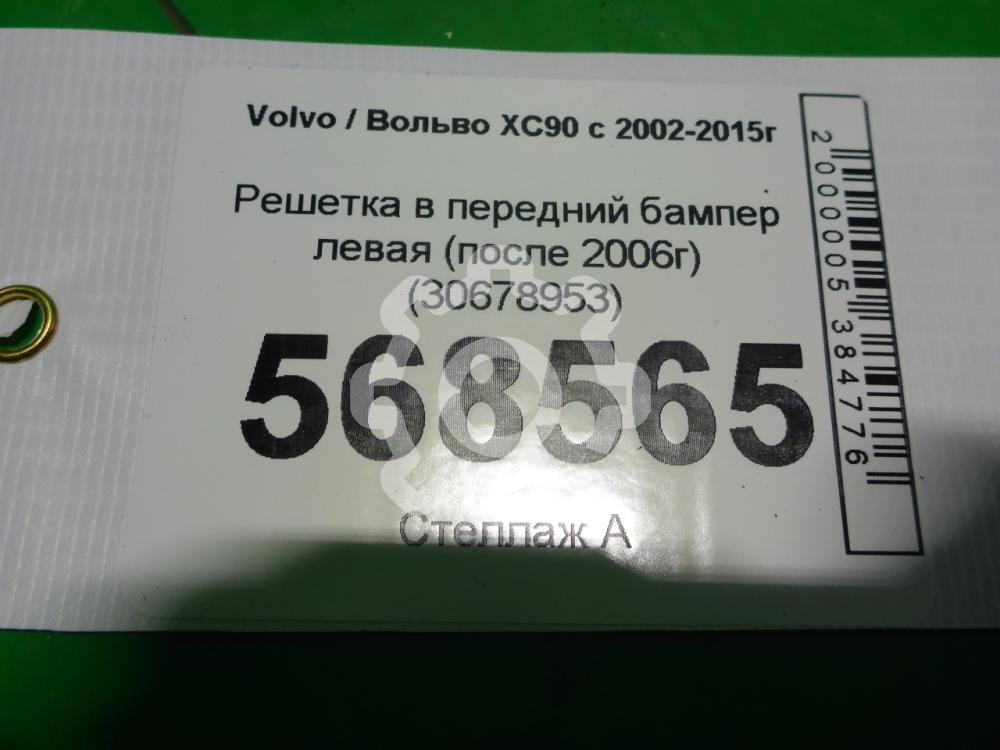 Volvo / Вольво XC90 с 2002-2015г
Решетка в передний бампер
левая (после 2006г)
(30678953)
568565
Стеллаж А
2000005384776